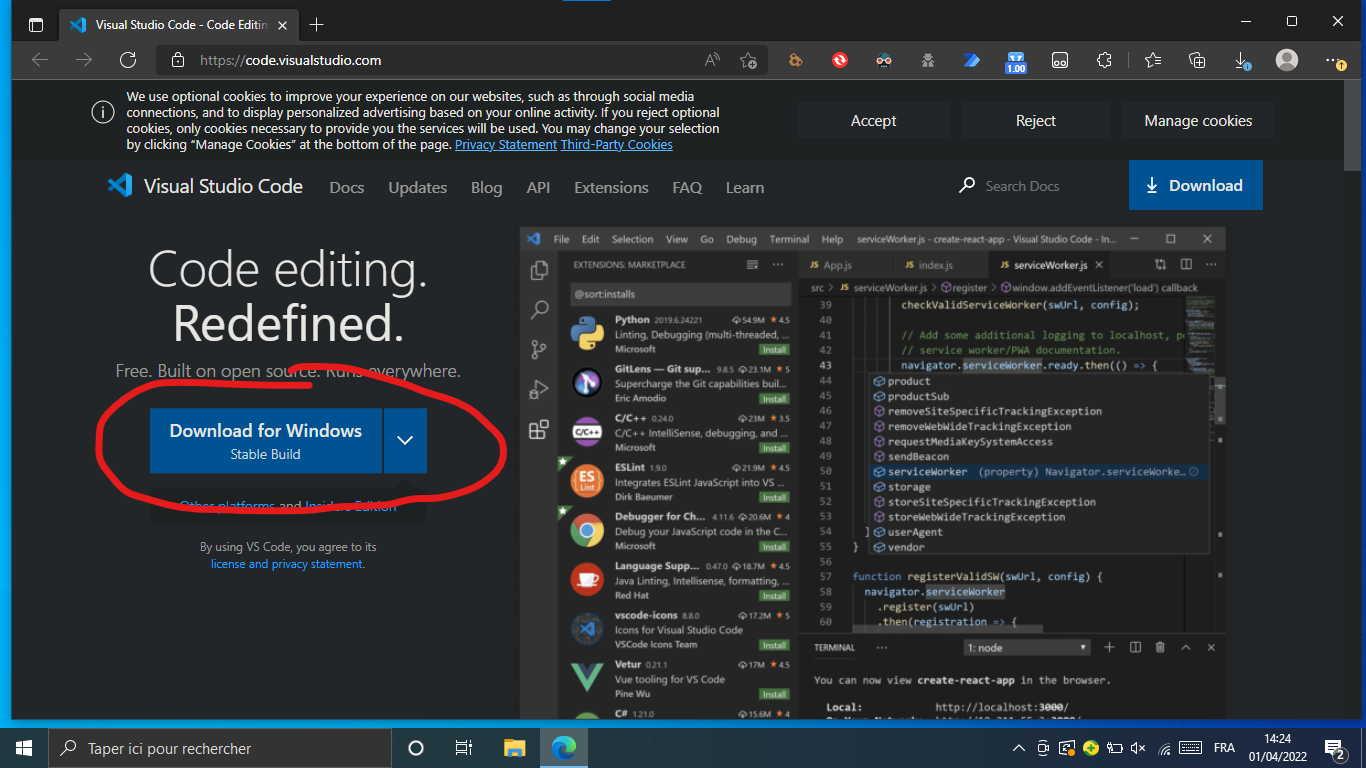 Visual Studio Code - Code Editin
https://code.visualstudio.com
1.00
We use optional cookies to improve your experience on our websites, such as through social media
connections, and to display personalized advertising based on your online activity. If you reject optional
cookies, only cookies necessary to provide you the services will be used. You may change your selection
by clicking “Manage Cookies” at the bottom of the page. Privacy Statement Third-Party Cookies
Accept
Reject
Manage cookies
Visual Studio Code
Docs
Updates
Blog
API
Extensions
FAQ
Learn
Search Docs
Download
Code editing.
Redefined.
Free. Built on open source. Runs everywhere.
Download for Windows
Stable Build
Other platforms and Insiders Edition
By using VS Code, you agree to its
license and privacy statement.
File Edit Selection View Go Debug Terminal Help serviceWorker.js - create-react-app - Visual Studio Code - In...
EXTENSIONS: MARKETPLACE
@sort:installs
Python 2019.6.24221 54.9M ★ 4.5
Linting, Debugging (multi-threaded, ...
Microsoft Install
GitLens — Git sup... 9.8.5 23.1M ★ 5
Supercharge the Git capabilities buil...
Eric Amodio Install
C/C++ 0.24.0 23M ★ 3.5
C/C++ IntelliSense, debugging, and ...
Microsoft Install
ESLint 1.9.0 21.9M ★ 4.5
Integrates ESLint JavaScript into VS ...
Dirk Baeumer Install
Debugger for Ch... 4.11.6 20.6M ★ 4
Debug your JavaScript code in the C...
Microsoft Install
Language Supp... 0.47.0 18.7M ★ 4.5
Java Linting, Intellisense, formatting, ...
Red Hat Install
vscode-icons 8.8.0 17.2M ★ 5
Icons for Visual Studio Code
VSCode Icons Team Install
Vetur 0.21.1 17M ★ 4.5
Vue tooling for VS Code
Pine Wu Install
C# 1.21.0 15.6M ★ 4
JS App.js
JS index.js
JS serviceWorker.js
src > JS serviceWorker.js > register > window.addEventListener('load') callback
39 checkValidServiceWorker(swUrl, config);
40
41 // Add some additional logging to localhost, po
42 // service worker/PWA documentation.
43 navigator.serviceWorker.ready.then(() => {
44 product
45 productSub
46 removeSiteSpecificTrackingException
47 removeWebWideTrackingException
48 requestMediaKeySystemAccess
49 sendBeacon
50 serviceWorker (property) Navigator.serviceWorke...
51 storage
52 storeSiteSpecificTrackingException
53 storeWebWideTrackingException
54 } userAgent
55 } vendor
56
57 function registerValidSW(swUrl, config) {
58 navigator.serviceWorker
59 .register(swUrl)
60 .then(registration => {
TERMINAL ... 1: node
You can now view create-react-app in the browser.
Local: http://localhost:3000/
Taper ici pour rechercher
FRA
14:24
01/04/2022
2